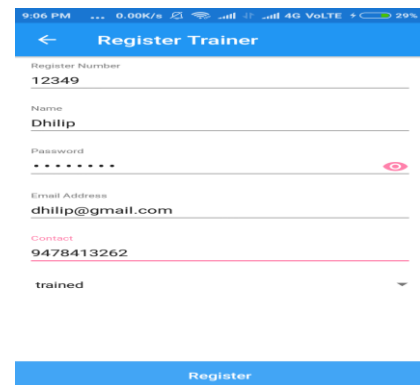 9:06 PM ... 0.00K/s 4G VoLTE 29%
Register Trainer
Register Number
12349
Name
Dhilip
Password
••••••••
Email Address
dhilip@gmail.com
Contact
9478413262
trained
Register